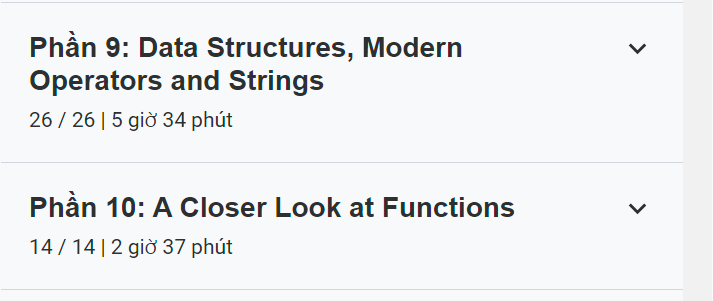 Phần 9: Data Structures, Modern
Operators and Strings
26 / 26 | 5 giờ 34 phút
Phần 10: A Closer Look at Functions
14 / 14 | 2 giờ 37 phút